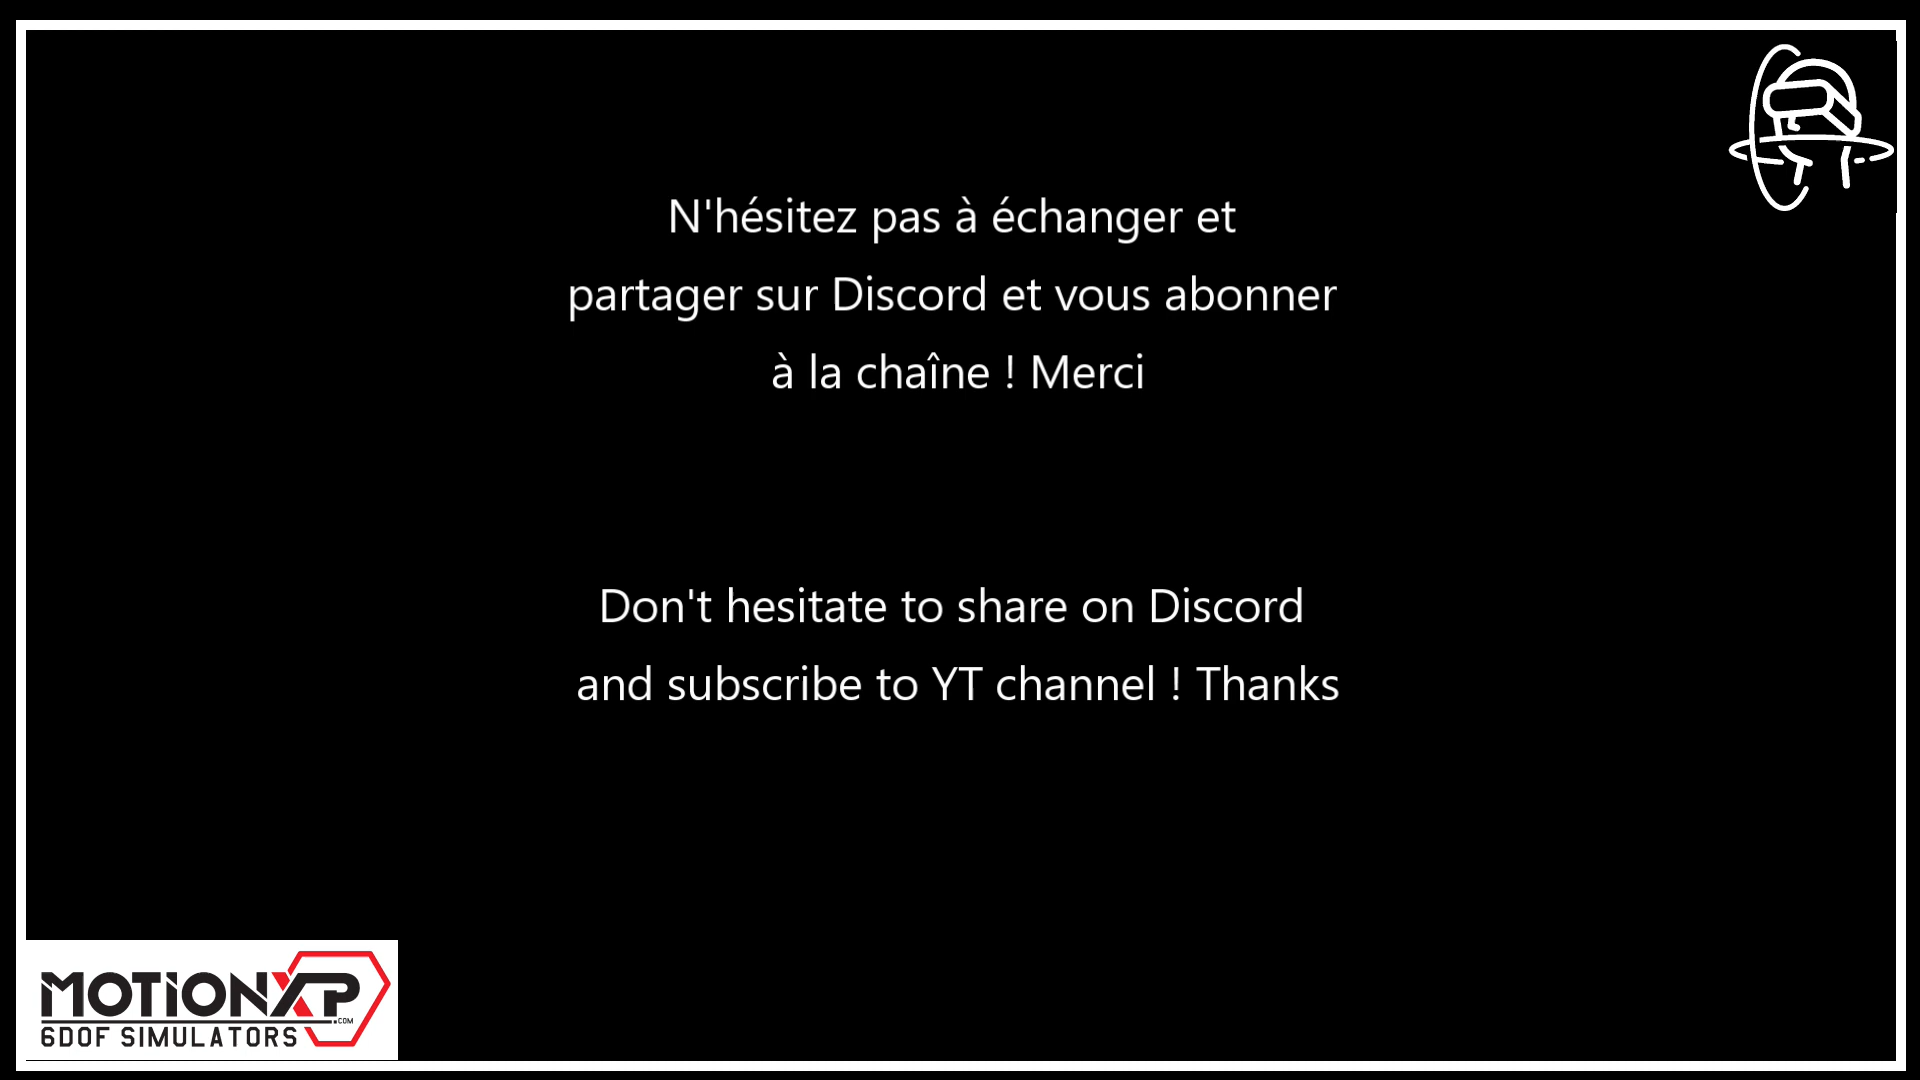 N'hésitez pas à échanger et
partager sur Discord et vous abonner
à la chaîne ! Merci
Don't hesitate to share on Discord
and subscribe to YT channel ! Thanks
MOTIONXP
.COM
6DOF SIMULATORS